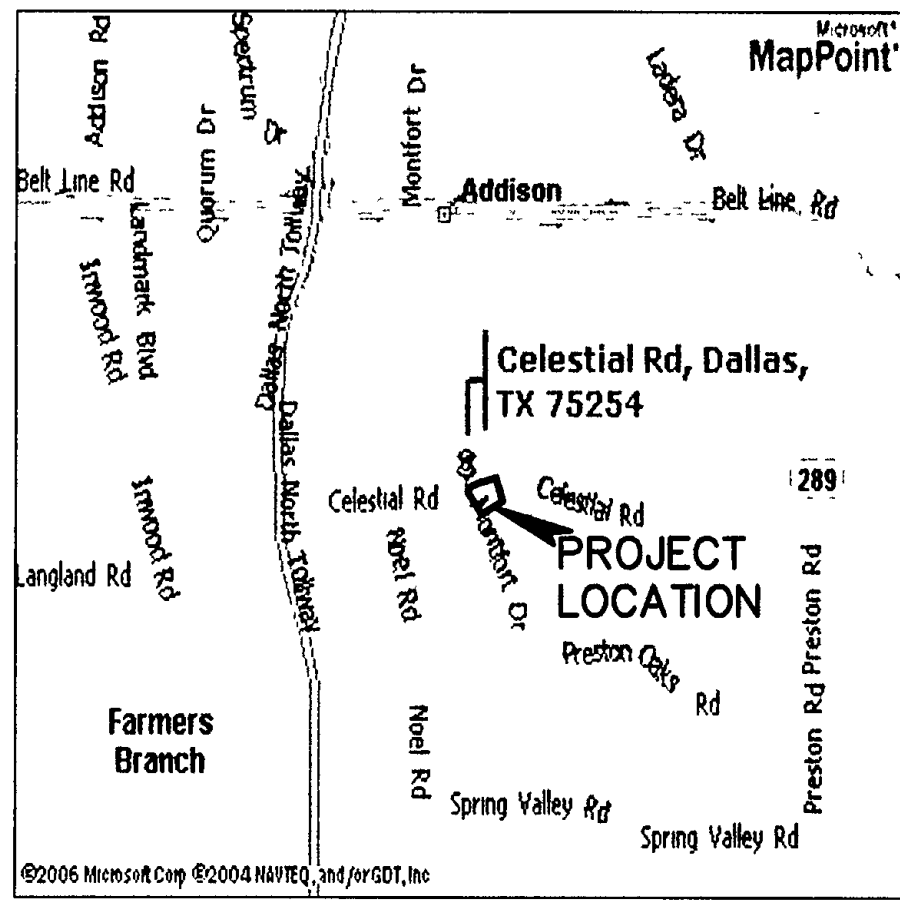 Microsoft®
MapPoint®
Addison Rd
Spectrum Dr
Quorum Dr
Montfort Dr
Ladera Dr
Belt Line Rd
Addison
Belt Line Rd
Landmark Blvd
Inwood Rd
Dallas North Tollway
Celestial Rd, Dallas,
TX 75254
Dallas North Tollway
Celestial Rd
Celestial Rd
289
Inwood Rd
Langland Rd
Noel Rd
Montfort Dr
PROJECT
LOCATION
Preston Rd
Preston Oaks Rd
Preston Rd
Farmers
Branch
Noel Rd
Spring Valley Rd
Spring Valley Rd
©2006 Microsoft Corp ©2004 NAVTEQ, and/or GDT, Inc